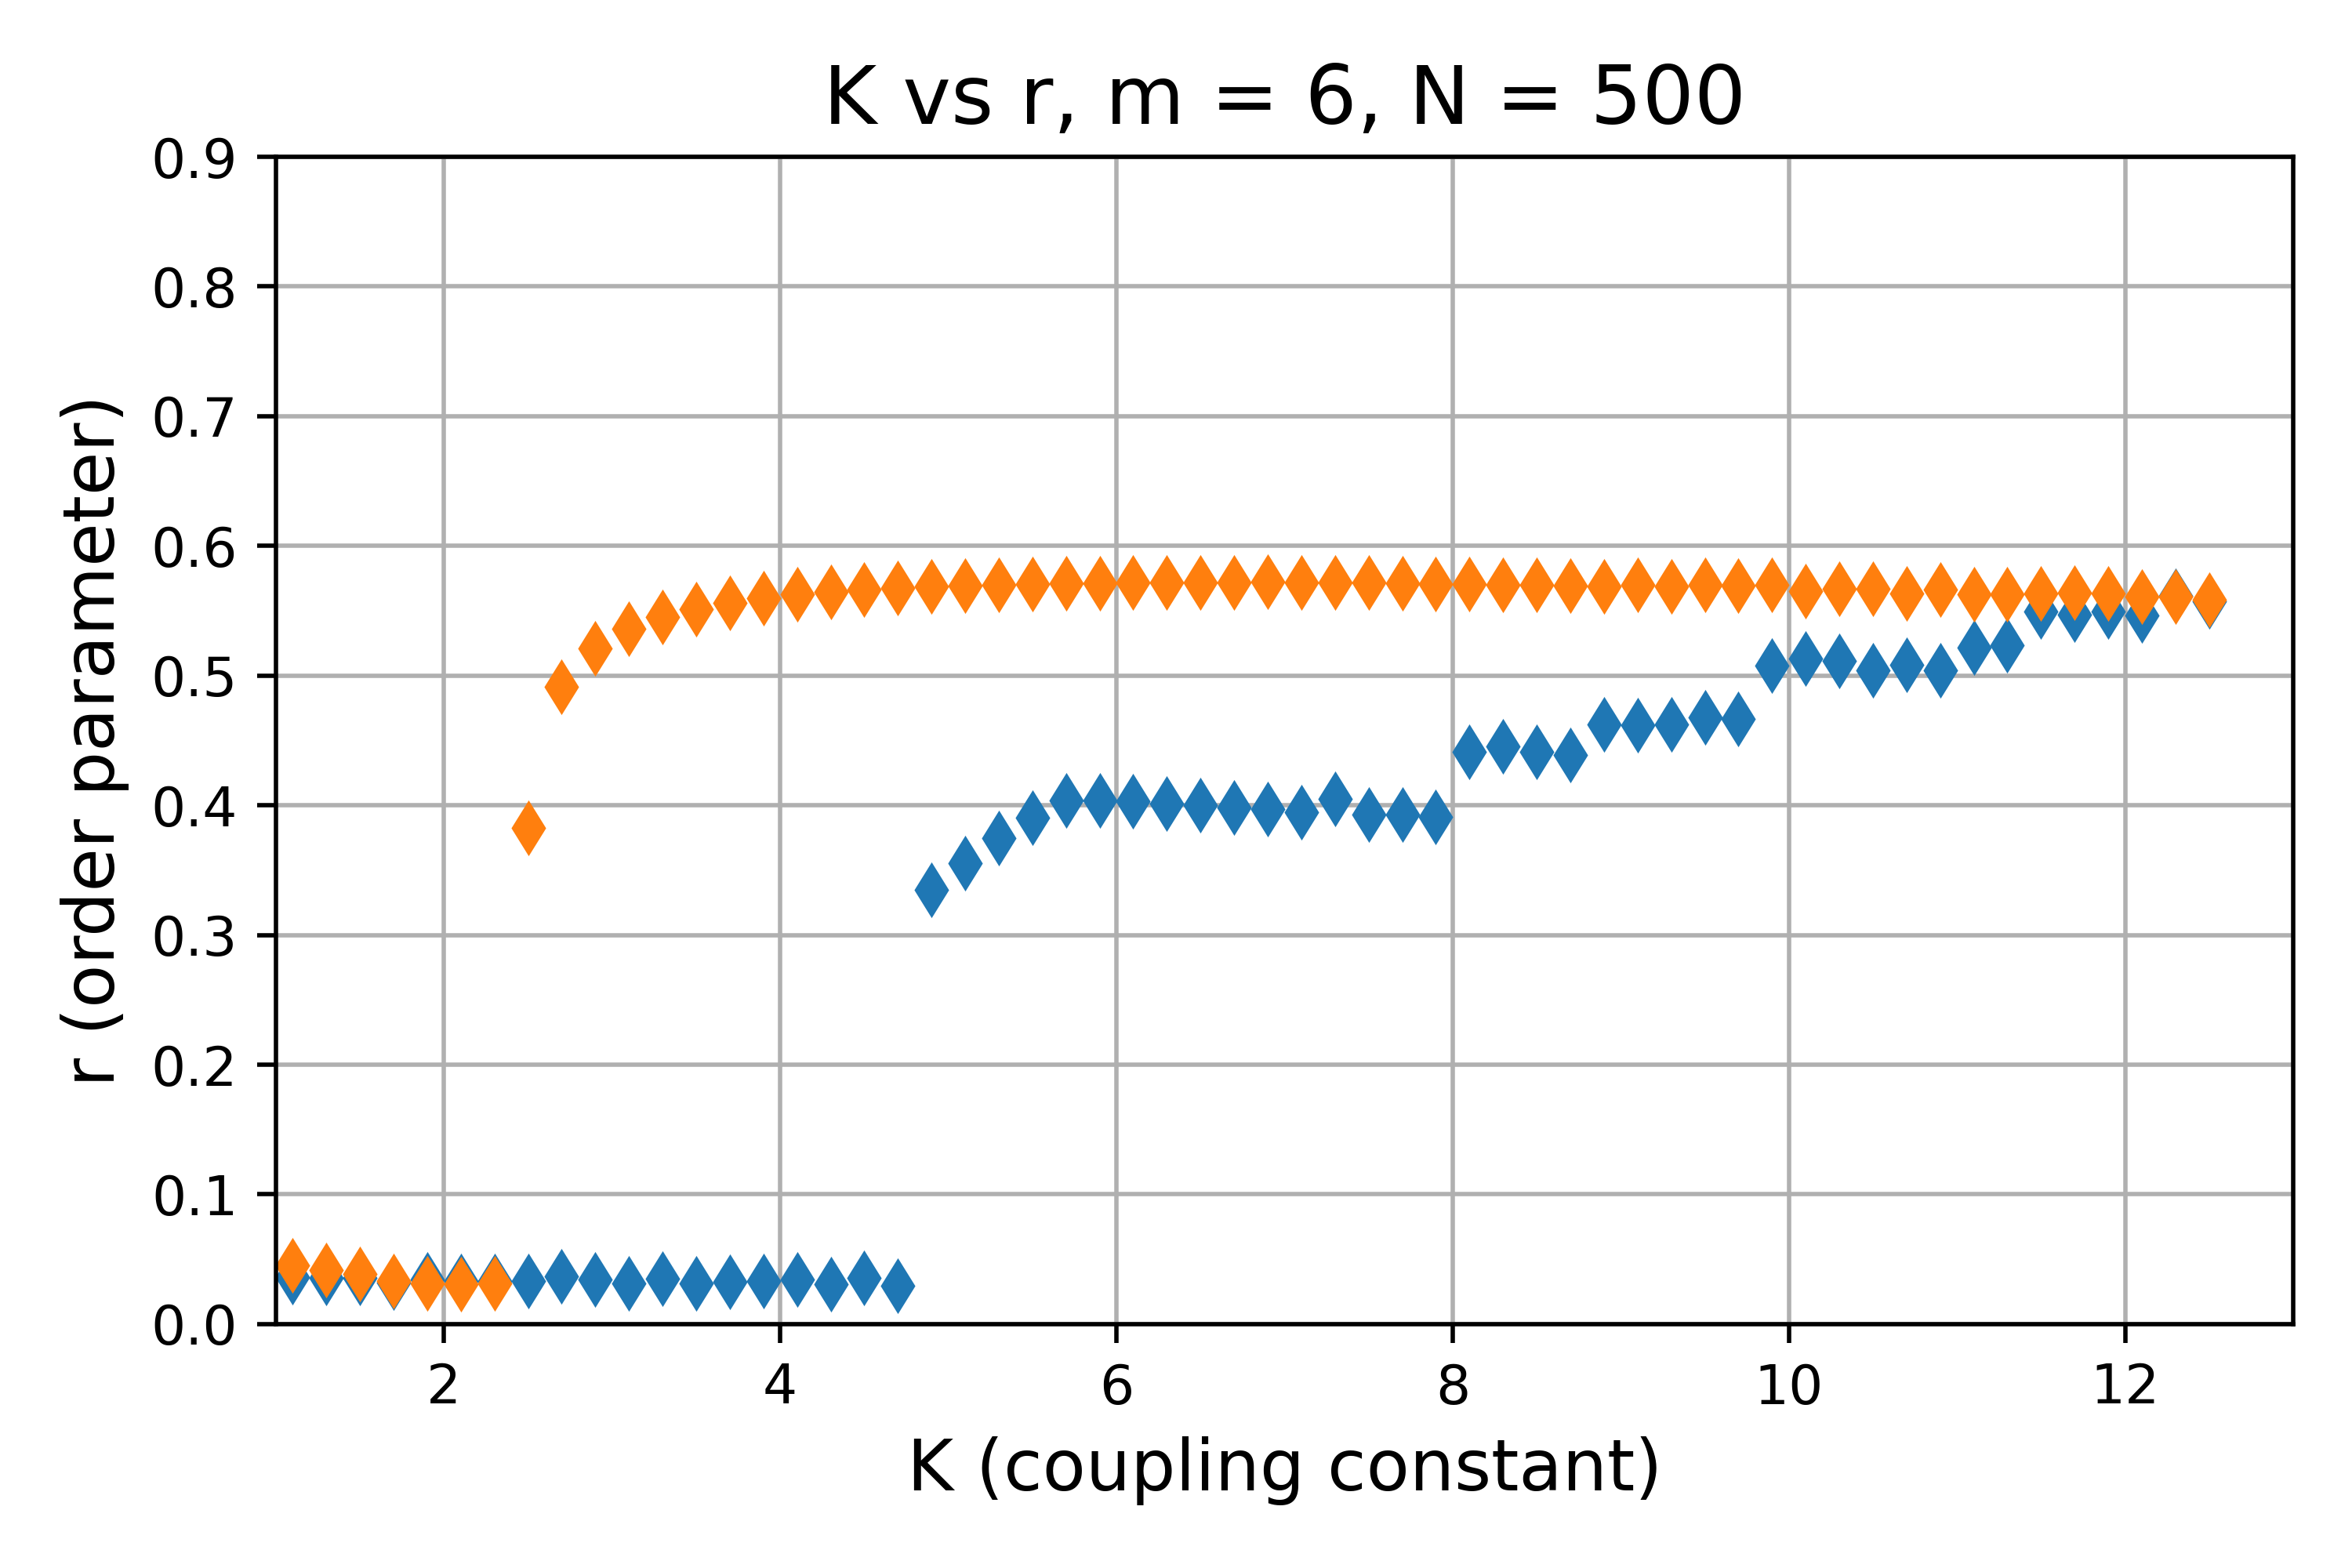 K vs r, m = 6, N = 500
0.9
0.8
0.7
0.6
0.5
0.4
0.3
0.2
0.1
0.0
r (order parameter)
2 4 6 8 10 12
K (coupling constant)